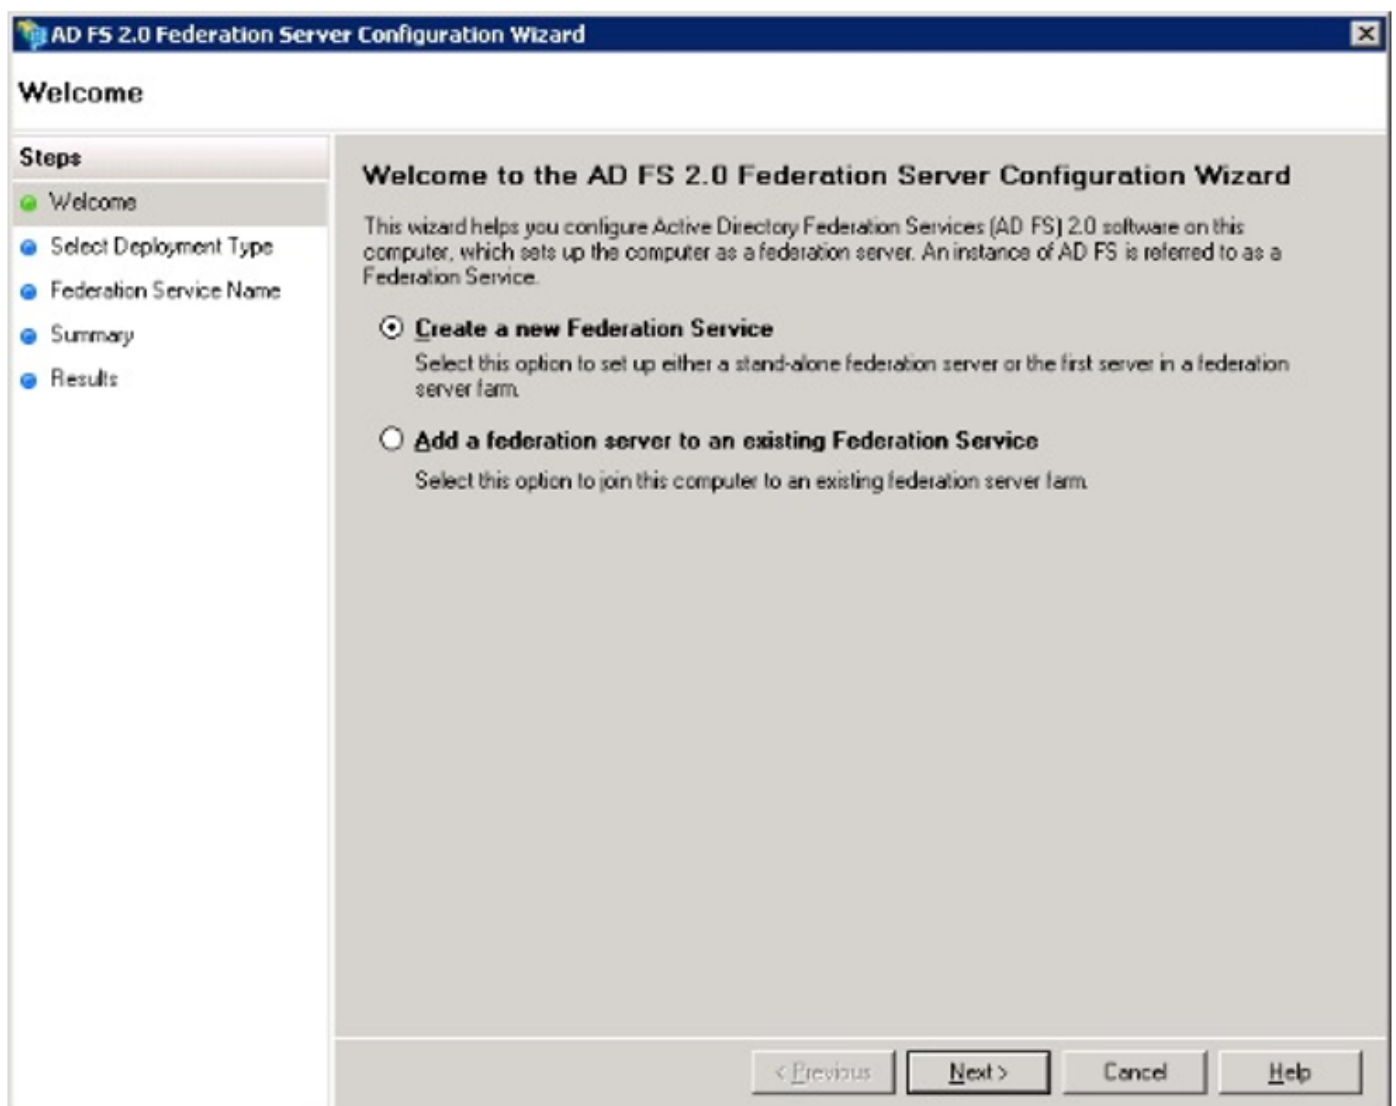 AD FS 2.0 Federation Server Configuration Wizard
Welcome
Steps
Welcome
Select Deployment Type
Federation Service Name
Summary
Results
Welcome to the AD FS 2.0 Federation Server Configuration Wizard
This wizard helps you configure Active Directory Federation Services (AD FS) 2.0 software on this
computer, which sets up the computer as a federation server. An instance of AD FS is referred to as a
Federation Service.
Create a new Federation Service
Select this option to set up either a stand-alone federation server or the first server in a federation
server farm.
Add a federation server to an existing Federation Service
Select this option to join this computer to an existing federation server farm.
< Previous
Next >
Cancel
Help